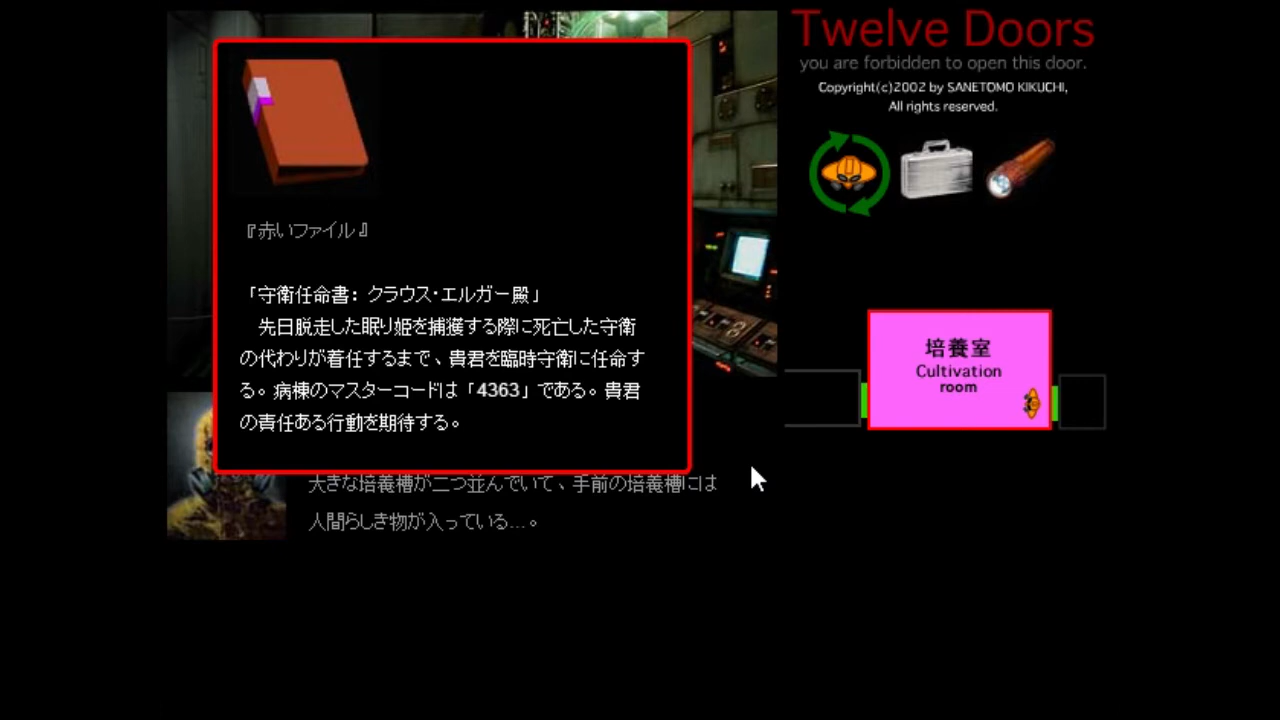 Twelve Doors
you are forbidden to open this door.
Copyright(c)2002 by SANETOMO KIKUCHI,
All rights reserved.
『赤いファイル』
「守衛任命書：クラウス・エルガー殿」
先日脱走した眠り姫を捕獲する際に死亡した守衛
の代わりが着任するまで、貴君を臨時守衛に任命す
る。病棟のマスターコードは「4363」である。貴君
の責任ある行動を期待する。
培養室
Cultivation
room
大きな培養槽が二つ並んでいて、手前の培養槽には
人間らしき物が入っている...。